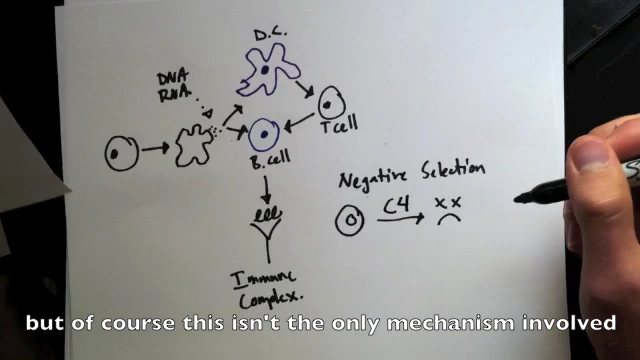 D.C.
DNA
RNA
T cell
B.cell
Negative Selection
C4
x x
Immune
Complex.
but of course this isn't the only mechanism involved